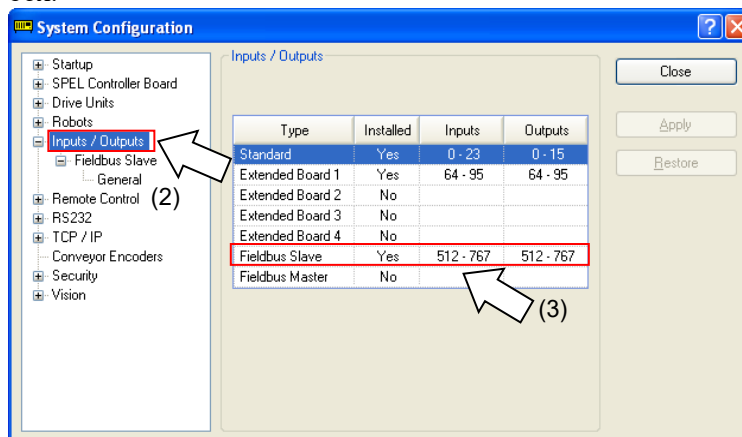 System Configuration
Startup
SPEL Controller Board
Drive Units
Robots
Inputs / Outputs
Fieldbus Slave
General
Remote Control
(2)
RS232
TCP / IP
Conveyor Encoders
Security
Vision
Inputs / Outputs
Type Installed Inputs Outputs
Standard Yes 0 - 23 0 - 15
Extended Board 1 Yes 64 - 95 64 - 95
Extended Board 2 No
Extended Board 3 No
Extended Board 4 No
Fieldbus Slave Yes 512 - 767 512 - 767
Fieldbus Master No
(3)
Close
Apply
Restore